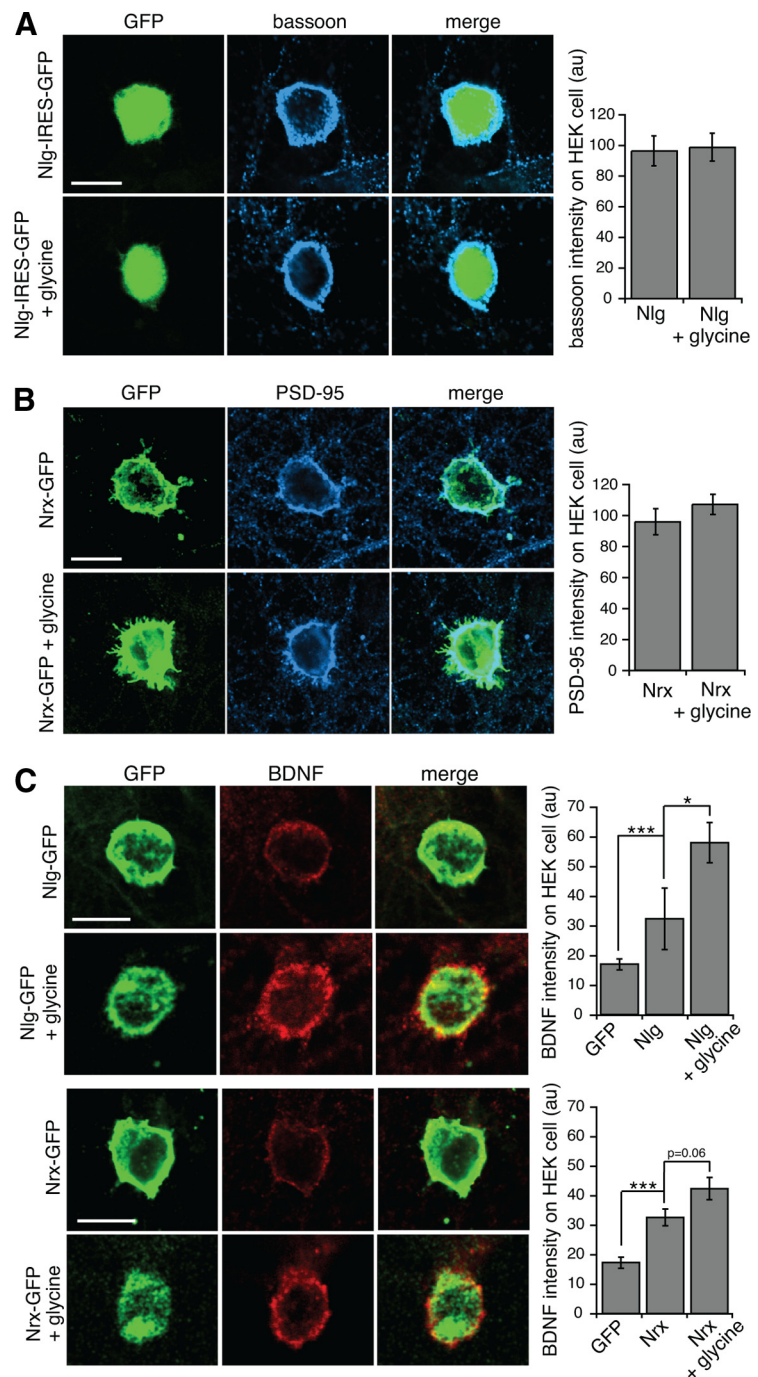 A
GFP
bassoon
merge
Nlg-IRES-GFP
Nlg-IRES-GFP
+ glycine
bassoon intensity on HEK cell (au)
120
100
80
60
40
20
0
Nlg
Nlg
+ glycine
B
GFP
PSD-95
merge
Nrx-GFP
Nrx-GFP + glycine
PSD-95 intensity on HEK cell (au)
120
100
80
60
40
20
0
Nrx
Nrx
+ glycine
C
GFP
BDNF
merge
Nlg-GFP
Nlg-GFP
+ glycine
BDNF intensity on HEK cell (au)
70
60
50
40
30
20
10
0
***
*
GFP
Nlg
Nlg
+ glycine
Nrx-GFP
Nrx-GFP
+ glycine
BDNF intensity on HEK cell (au)
70
60
50
40
30
20
10
0
***
p=0.06
GFP
Nrx
Nrx
+ glycine